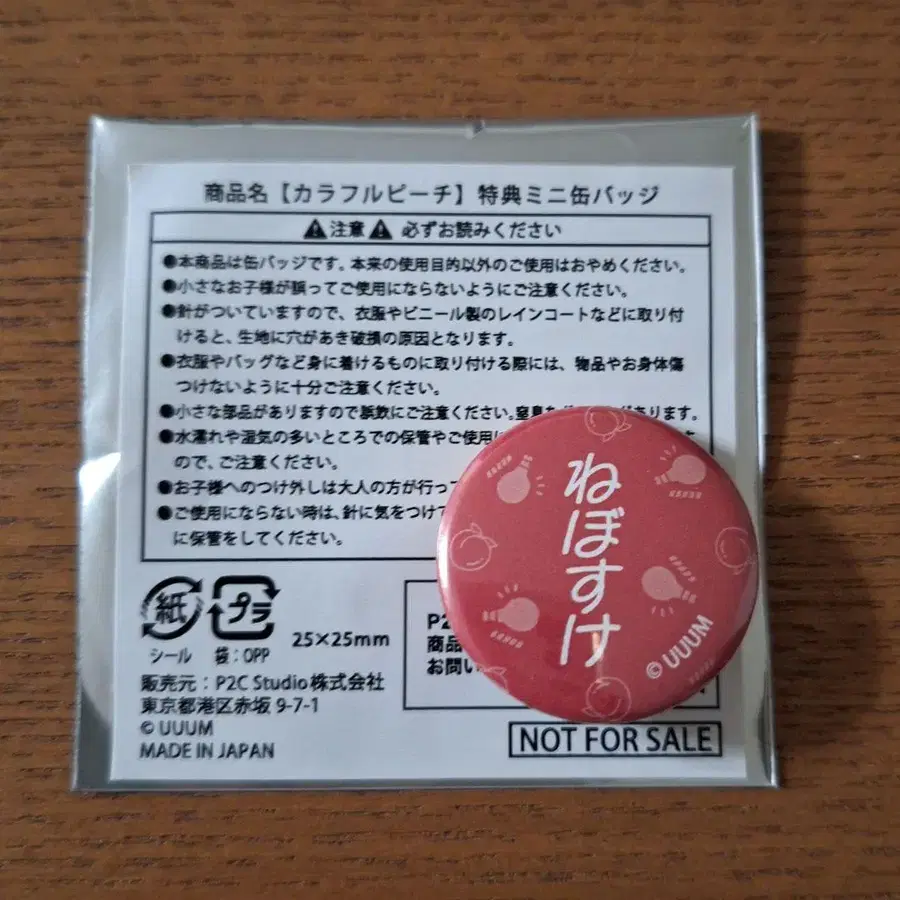 商品名【カラフルピーチ】特典ミニ缶バッジ
注意 必ずお読みください
●本商品は缶バッジです。本来の使用目的以外のご使用はおやめください。
●小さなお子様が誤ってご使用にならないようにご注意ください。
●針がついていますので、衣服やビニール製のレインコートなどに取り付
けると、生地に穴があき破損の原因となります。
●衣服やバッグなど身に着けるものに取り付ける際には、物品やお身体傷
つけないように十分ご注意ください。
●小さな部品がありますので誤飲にご注意ください。窒息
あります。
●水濡れや湿気の多いところでの保管やご使用は
ので、ご注意ください。
●お子様へのつけ外しは大人の方が行っ
●ご使用にならない時は、針に気をつけ
に保管をしてください。
紙
プラ
シール 袋:OPP
25×25mm
P2
商品
お問い
販売元:P2C Studio株式会社
東京都港区赤坂 9-7-1
© UUUM
MADE IN JAPAN
NOT FOR SALE
ねぼすけ
© UUUM